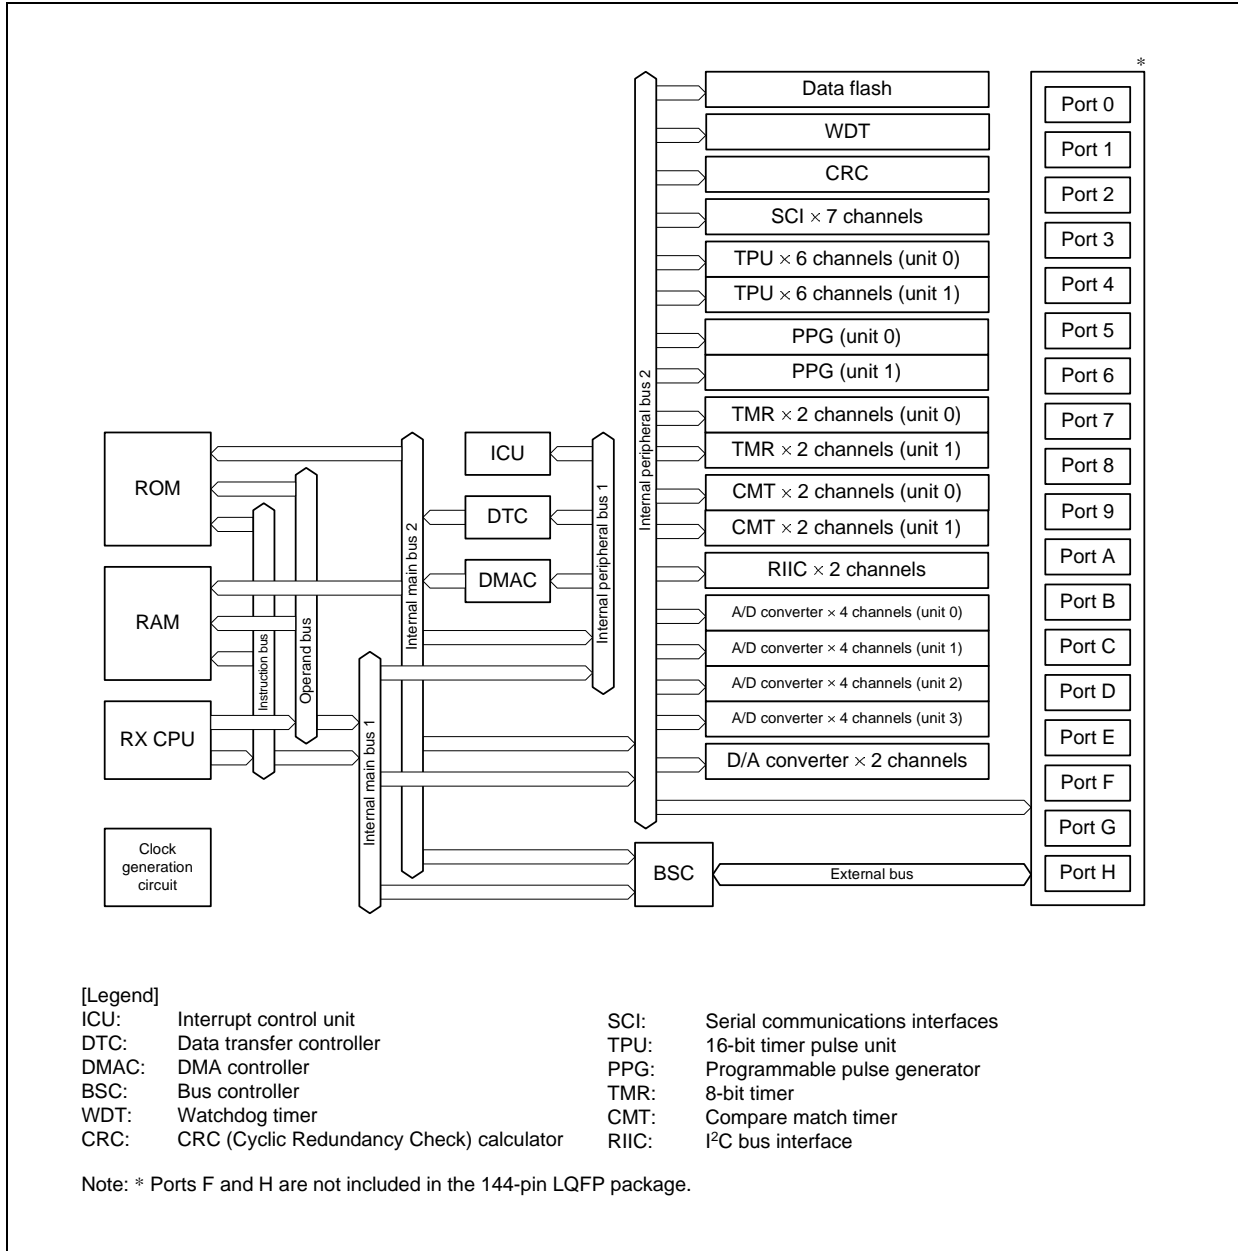 *
Data flash
WDT
CRC
SCI × 7 channels
TPU × 6 channels (unit 0)
TPU × 6 channels (unit 1)
PPG (unit 0)
PPG (unit 1)
TMR × 2 channels (unit 0)
TMR × 2 channels (unit 1)
CMT × 2 channels (unit 0)
CMT × 2 channels (unit 1)
RIIC × 2 channels
A/D converter × 4 channels (unit 0)
A/D converter × 4 channels (unit 1)
A/D converter × 4 channels (unit 2)
A/D converter × 4 channels (unit 3)
D/A converter × 2 channels
Port 0
Port 1
Port 2
Port 3
Port 4
Port 5
Port 6
Port 7
Port 8
Port 9
Port A
Port B
Port C
Port D
Port E
Port F
Port G
Port H
ROM
RAM
RX CPU
Clock
generation
circuit
Instruction bus
Operand bus
Internal main bus 1
Internal main bus 2
ICU
DTC
DMAC
Internal peripheral bus 1
Internal peripheral bus 2
BSC
External bus
[Legend]
ICU: Interrupt control unit
DTC: Data transfer controller
DMAC: DMA controller
BSC: Bus controller
WDT: Watchdog timer
CRC: CRC (Cyclic Redundancy Check) calculator
SCI: Serial communications interfaces
TPU: 16-bit timer pulse unit
PPG: Programmable pulse generator
TMR: 8-bit timer
CMT: Compare match timer
RIIC: I²C bus interface
Note: * Ports F and H are not included in the 144-pin LQFP package.